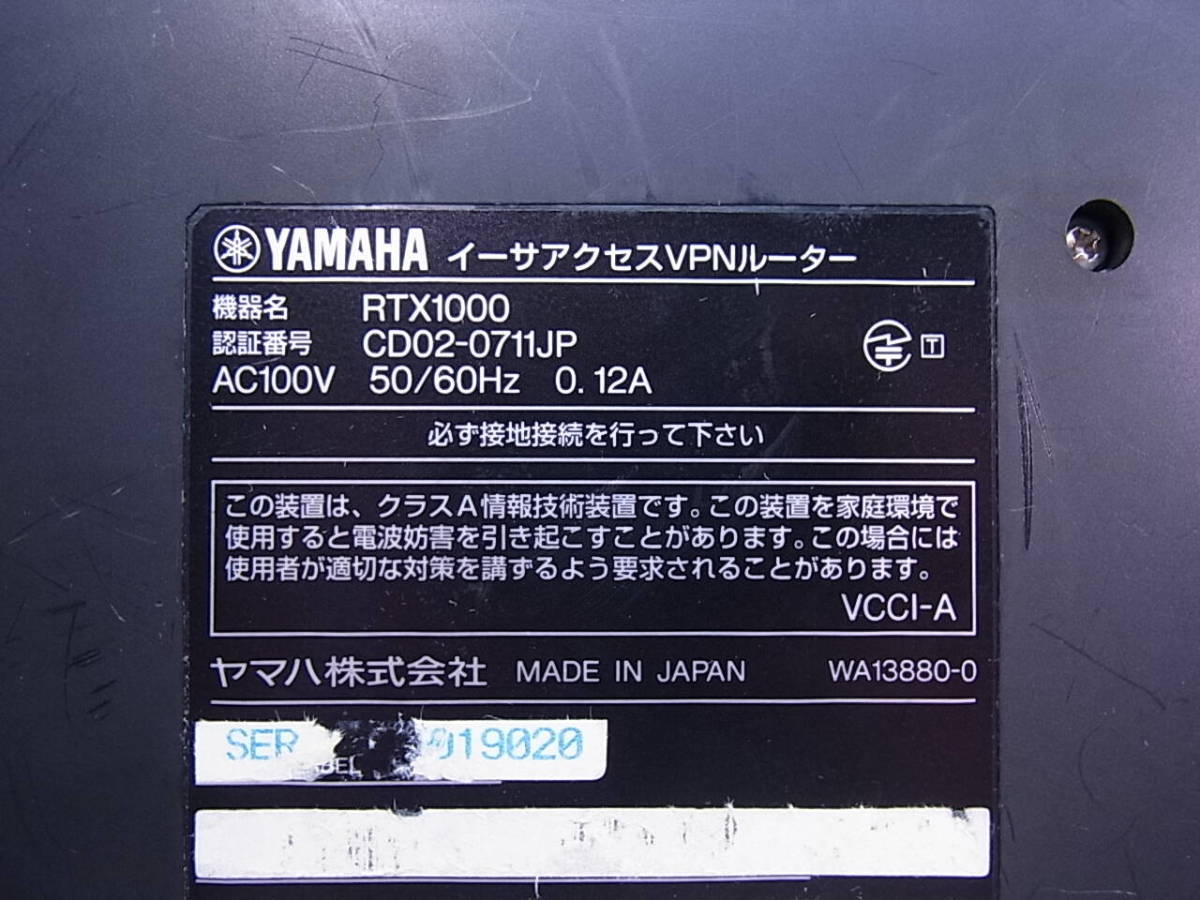 YAMAHA イーサアクセスVPNルーター
機器名 RTX1000
認証番号 CD02-0711JP
T
AC100V 50/60Hz 0.12A
必ず接地接続を行って下さい
この装置は、クラスA情報技術装置です。この装置を家庭環境で
使用すると電波妨害を引き起こすことがあります。この場合には
使用者が適切な対策を講ずるよう要求されることがあります。
VCCI-A
ヤマハ株式会社 MADE IN JAPAN WA13880-0
SER 019020